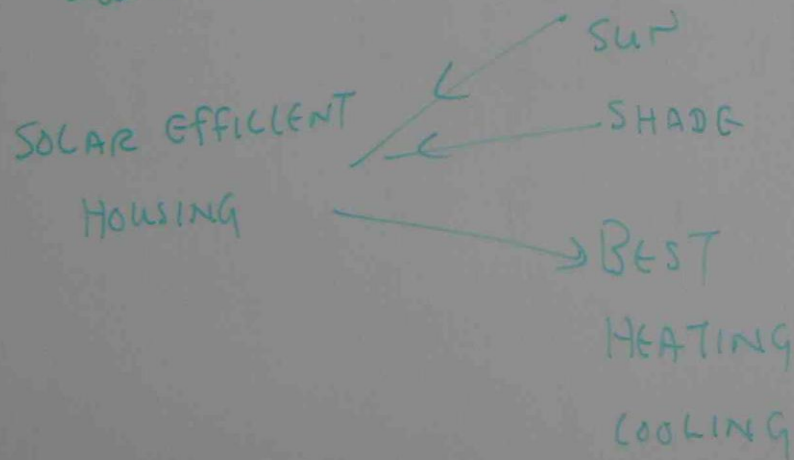 SUN
SHADE
SOLAR EFFICIENT
HOUSING
BEST
HEATING
COOLING